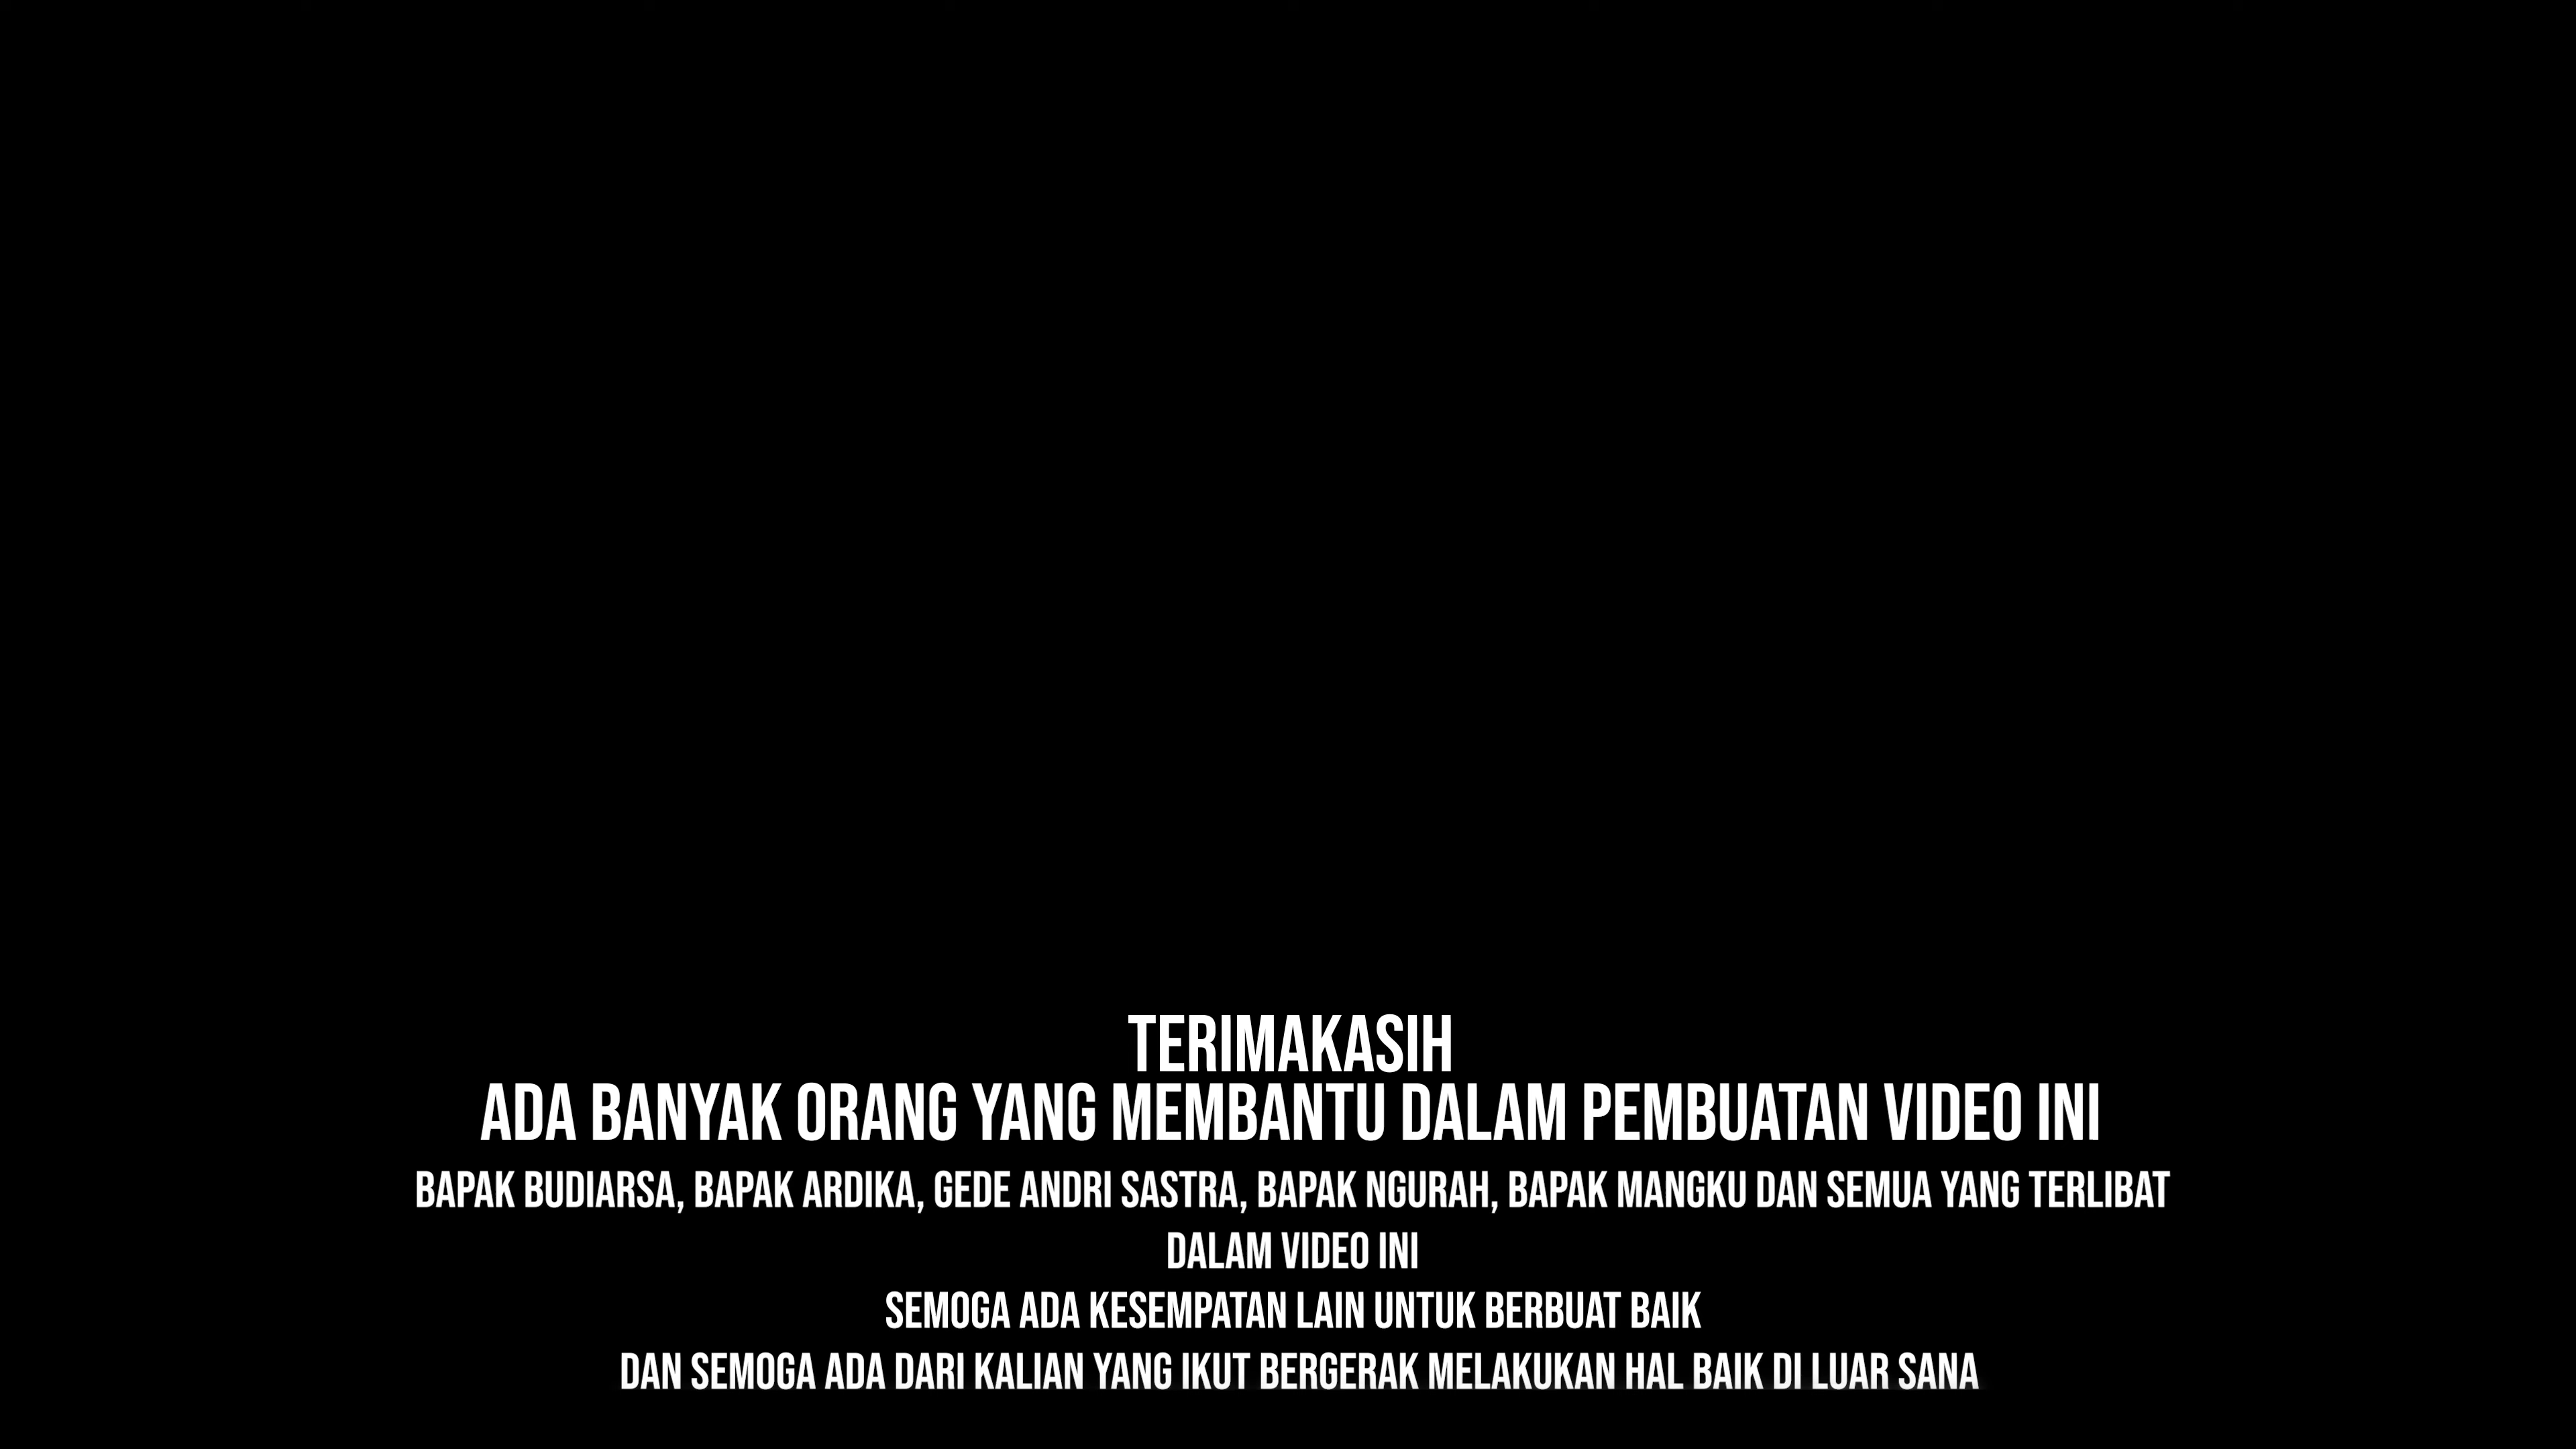 TERIMAKASIH
ADA BANYAK ORANG YANG MEMBANTU DALAM PEMBUATAN VIDEO INI
BAPAK BUDIARSA, BAPAK ARDIKA, GEDE ANDRI SASTRA, BAPAK NGURAH, BAPAK MANGKU DAN SEMUA YANG TERLIBAT
DALAM VIDEO INI
SEMOGA ADA KESEMPATAN LAIN UNTUK BERBUAT BAIK
DAN SEMOGA ADA DARI KALIAN YANG IKUT BERGERAK MELAKUKAN HAL BAIK DI LUAR SANA